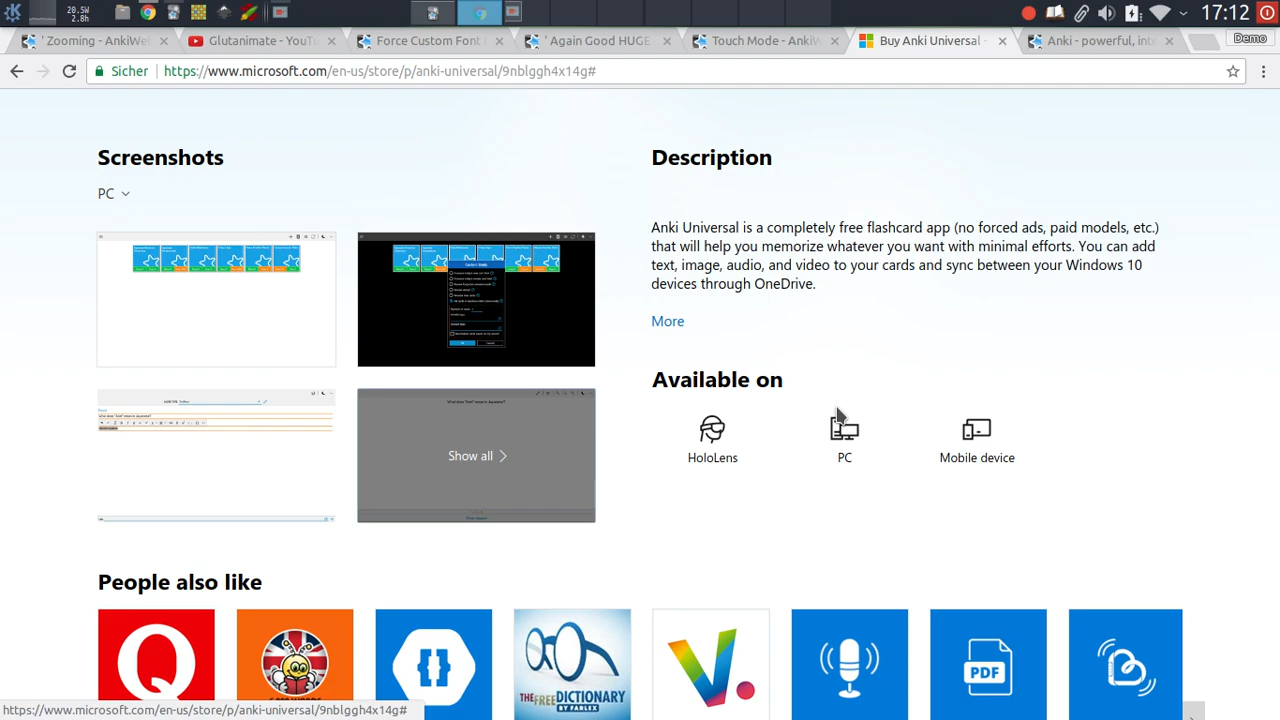 20.5W
2.8h
17:12
' Zooming - AnkiWel
Glutanimate - YouTu
Force Custom Font
' Again Good HUGE
Touch Mode - AnkiW
Buy Anki Universal -
Anki - powerful, inte
Demo
Sicher
https://www.microsoft.com/en-us/store/p/anki-universal/9nblggh4x14g#
Screenshots
PC
Show all
Description
Anki Universal is a completely free flashcard app (no forced ads, paid models, etc.)
that will help you memorize whatever you want with minimal efforts. You can add
text, image, audio, and video to your cards and sync between your Windows 10
devices through OneDrive.
More
Available on
HoloLens
PC
Mobile device
People also like
Q
THE FREE DICTIONARY
BY FARLEX
PDF
https://www.microsoft.com/en-us/store/p/anki-universal/9nblggh4x14g#